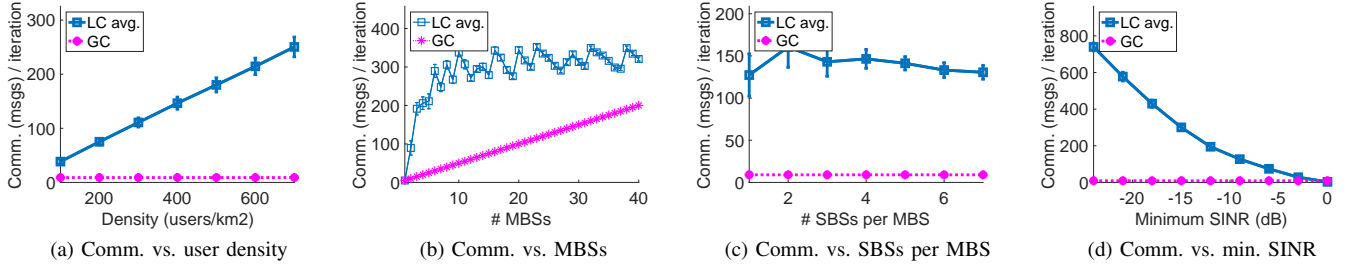 Comm. (msgs) / iteration
300
200
100
0
LC avg.
GC
200
400
600
Density (users/km2)
(a) Comm. vs. user density
Comm. (msgs) / iteration
400
300
200
100
0
LC avg.
GC
10
20
30
40
# MBSs
(b) Comm. vs. MBSs
Comm. (msgs) / iteration
200
150
100
50
0
LC avg.
GC
2
4
6
# SBSs per MBS
(c) Comm. vs. SBSs per MBS
Comm. (msgs) / iteration
800
600
400
200
0
LC avg.
GC
-20
-15
-10
-5
0
Minimum SINR (dB)
(d) Comm. vs. min. SINR